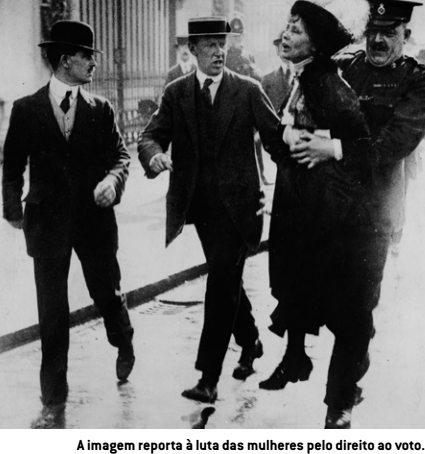 A imagem reporta à luta das mulheres pelo direito ao voto.